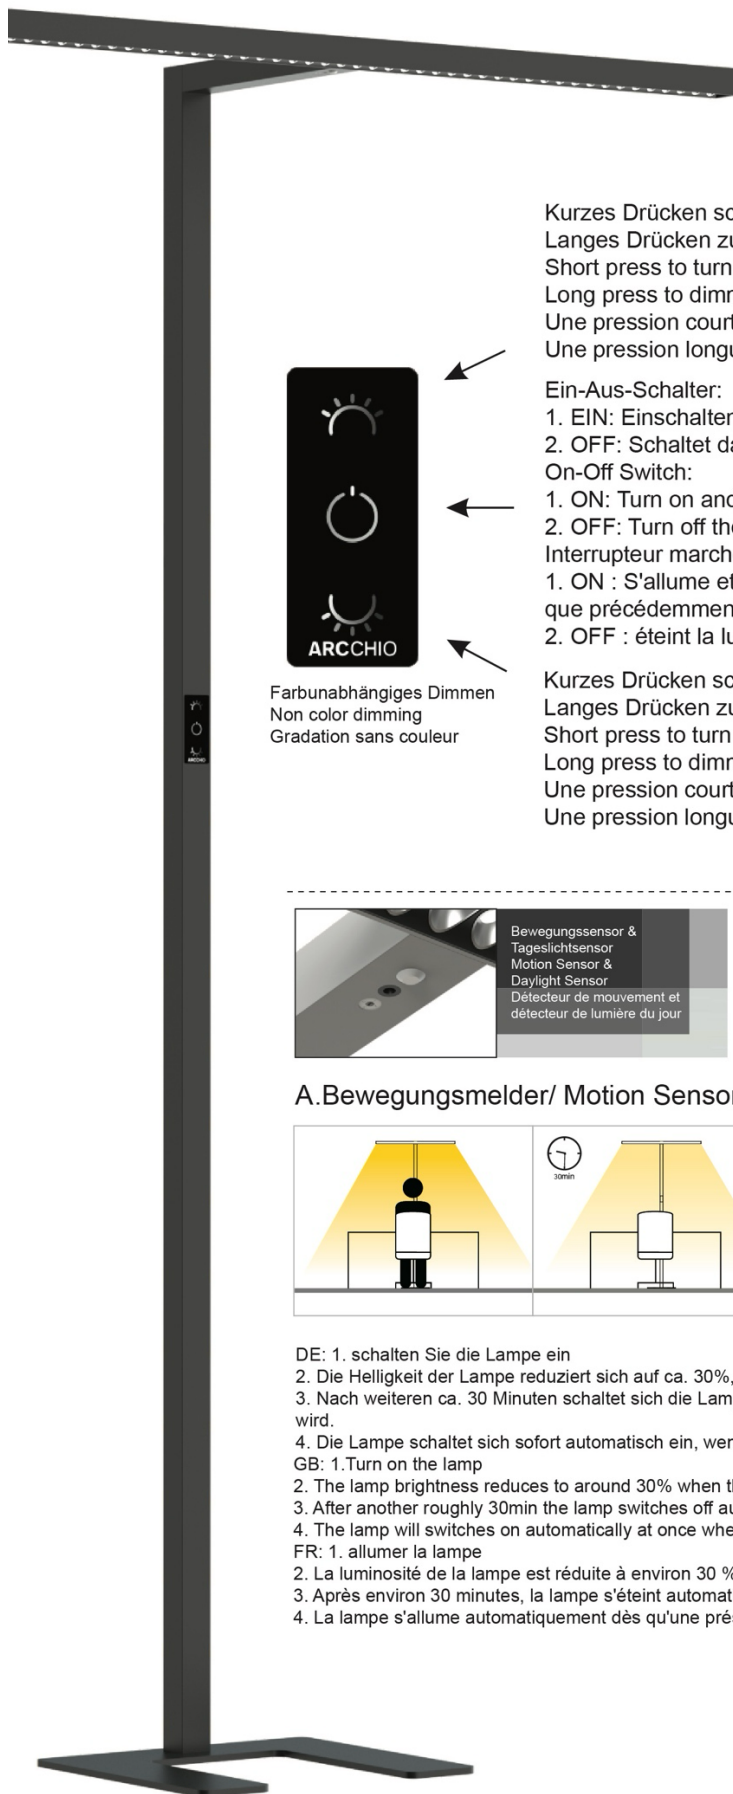 Kurzes Drücken sc
Langes Drücken zu
Short press to turn
Long press to dimm
Une pression court
Une pression longu
Ein-Aus-Schalter:
1. EIN: Einschalten
2. OFF: Schaltet da
On-Off Switch:
1. ON: Turn on and
2. OFF: Turn off the
Interrupteur march
1. ON : S'allume et
que précédemmen
2. OFF : éteint la lu
ARCCHIO
Farbunabhängiges Dimmen
Non color dimming
Gradation sans couleur
Kurzes Drücken sc
Langes Drücken zu
Short press to turn
Long press to dimm
Une pression court
Une pression longu
ARCCHIO
Bewegungssensor &
Tageslichtsensor
Motion Sensor &
Daylight Sensor
Détecteur de mouvement et
détecteur de lumière du jour
A.Bewegungsmelder/ Motion Sensor
30min
DE: 1. schalten Sie die Lampe ein
2. Die Helligkeit der Lampe reduziert sich auf ca. 30%,
3. Nach weiteren ca. 30 Minuten schaltet sich die Lam
wird.
4. Die Lampe schaltet sich sofort automatisch ein, wen
GB: 1.Turn on the lamp
2. The lamp brightness reduces to around 30% when th
3. After another roughly 30min the lamp switches off au
4. The lamp will switches on automatically at once whe
FR: 1. allumer la lampe
2. La luminosité de la lampe est réduite à environ 30 %
3. Après environ 30 minutes, la lampe s'éteint automat
4. La lampe s'allume automatiquement dès qu'une prés